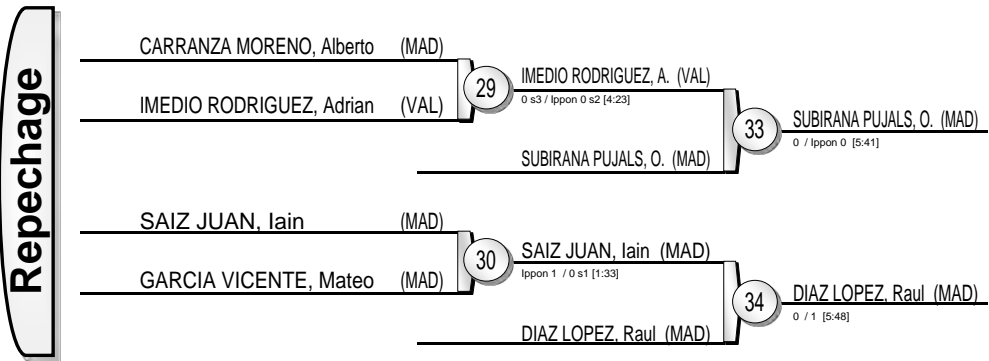 Repechage
CARRANZA MORENO, Alberto (MAD)
IMEDIO RODRIGUEZ, Adrian (VAL)
29
IMEDIO RODRIGUEZ, A. (VAL)
0 s3 / Ippon 0 s2 [4:23]
SUBIRANA PUJALS, O. (MAD)
33
SUBIRANA PUJALS, O. (MAD)
0 / Ippon 0 [5:41]
SAIZ JUAN, Iain (MAD)
GARCIA VICENTE, Mateo (MAD)
30
SAIZ JUAN, Iain (MAD)
Ippon 1 / 0 s1 [1:33]
DIAZ LOPEZ, Raul (MAD)
34
DIAZ LOPEZ, Raul (MAD)
0 / 1 [5:48]